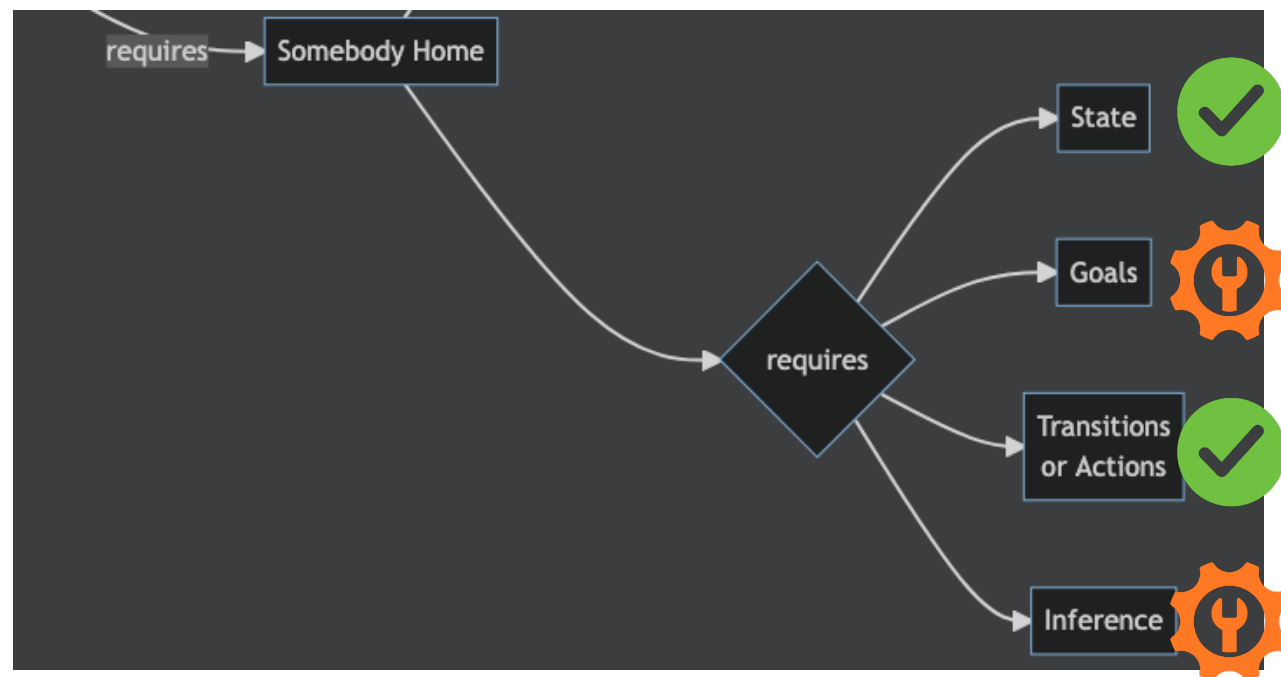 requires
Somebody Home
State
Goals
requires
Transitions
or Actions
Inference